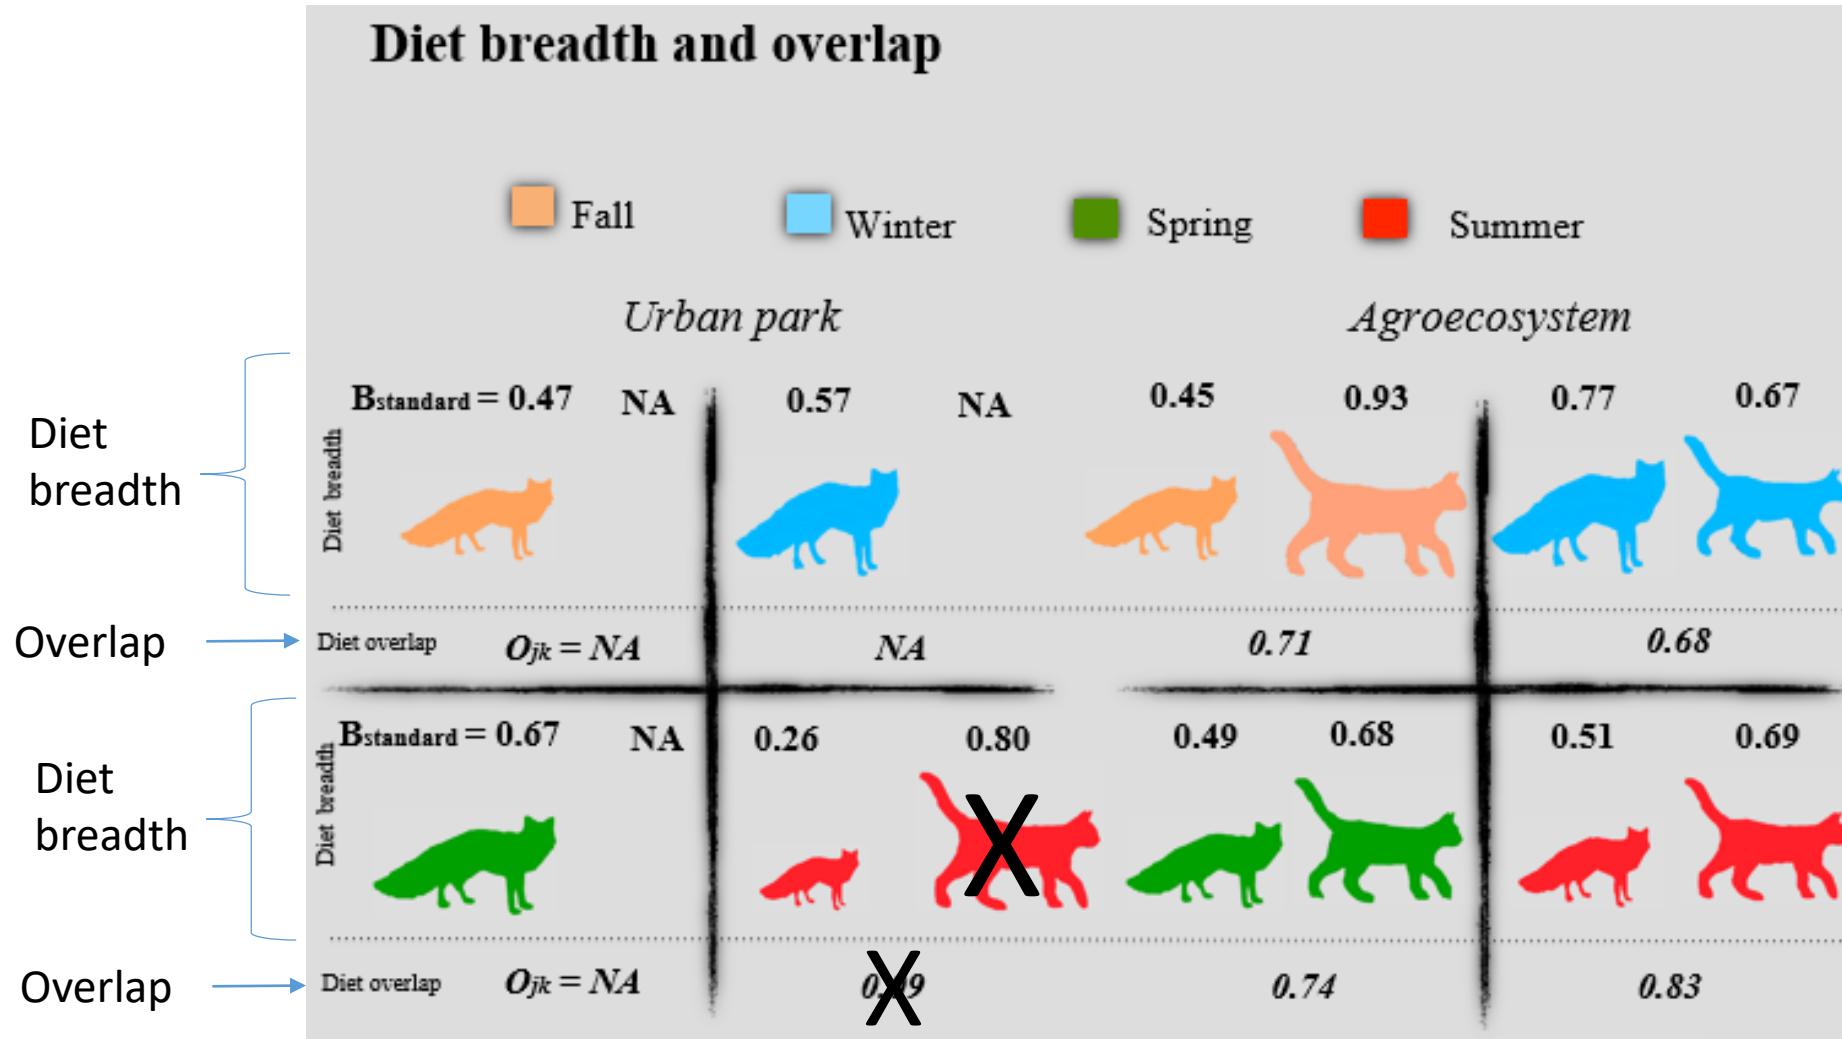 Diet breadth and overlap
Fall Winter Spring Summer
Urban park Agroecosystem
Bstandard = 0.47 NA 0.57 NA 0.45 0.93 0.77 0.67
Diet
breadth
Diet breadth
Overlap
Diet overlap Ojk = NA NA 0.71 0.68
Bstandard = 0.67 NA 0.26 0.80 0.49 0.68 0.51 0.69
Diet
breadth
Diet breadth
X
Overlap
Diet overlap Ojk = NA X 0.74 0.83